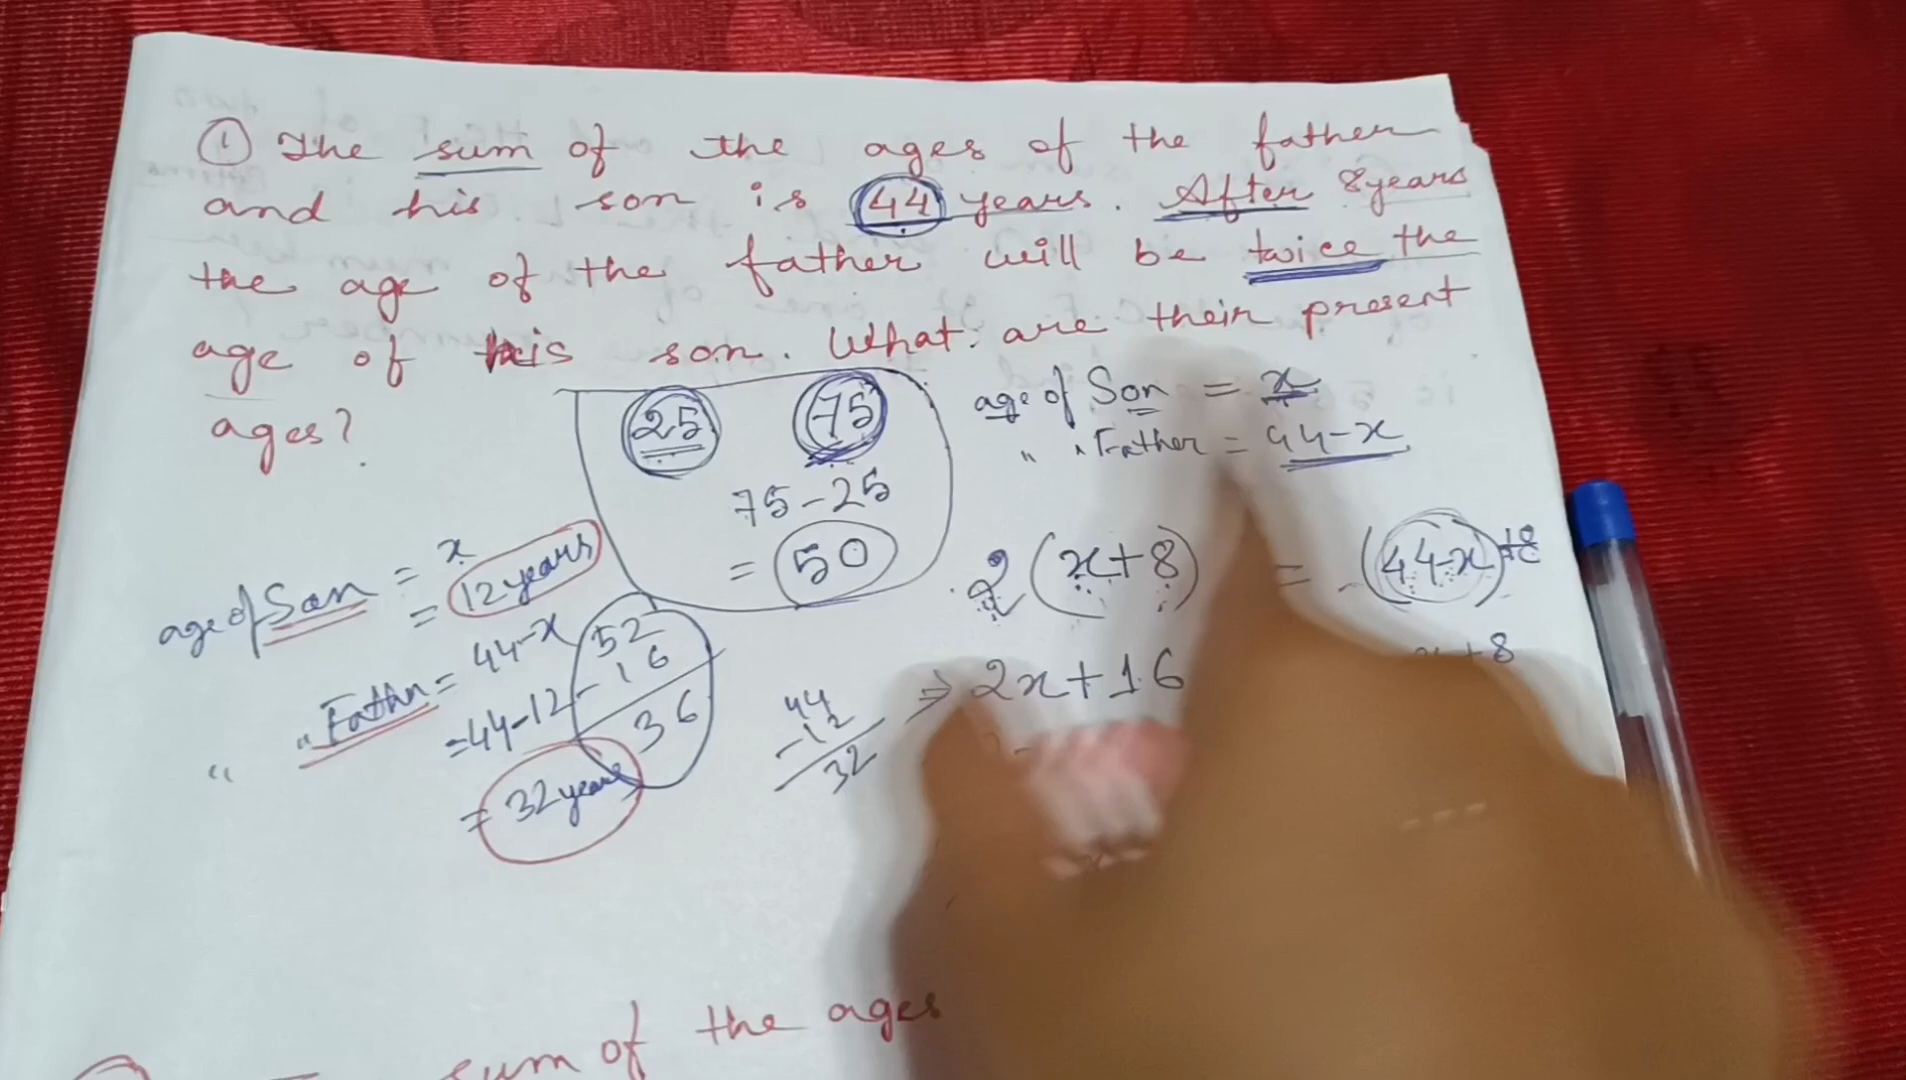 ① The sum of the ages of the father
and his son is 44 years. After 8 years
the age of the father will be twice the
age of his son. What are their present
ages?
25 75
75-25
= 50
age of Son = x
" " Father = 44-x
2(x+8) = (44-x)+8
⇒ 2x+16
+8
age of Son = x
= 12 years
" Father = 44-x
= 44-12
= 32 years
52
-16
36
44
-12
32
sum of the ages